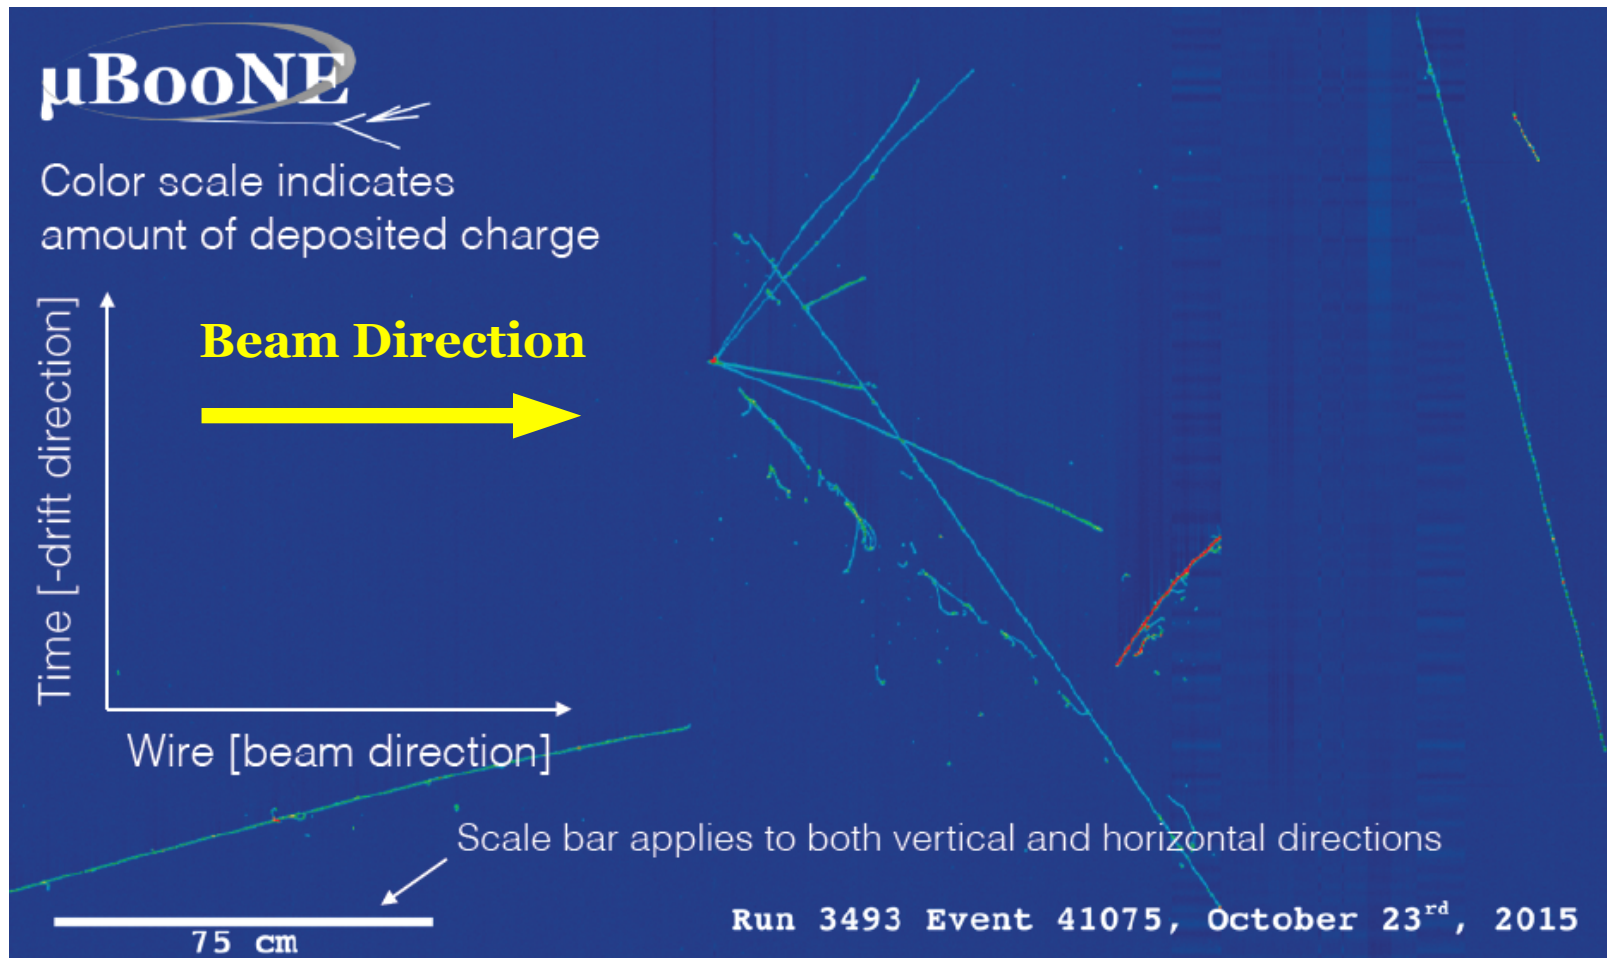 µBooNE
Color scale indicates
amount of deposited charge
Beam Direction
Time [-drift direction]
Wire [beam direction]
Scale bar applies to both vertical and horizontal directions
75 cm
Run 3493 Event 41075, October 23rd, 2015